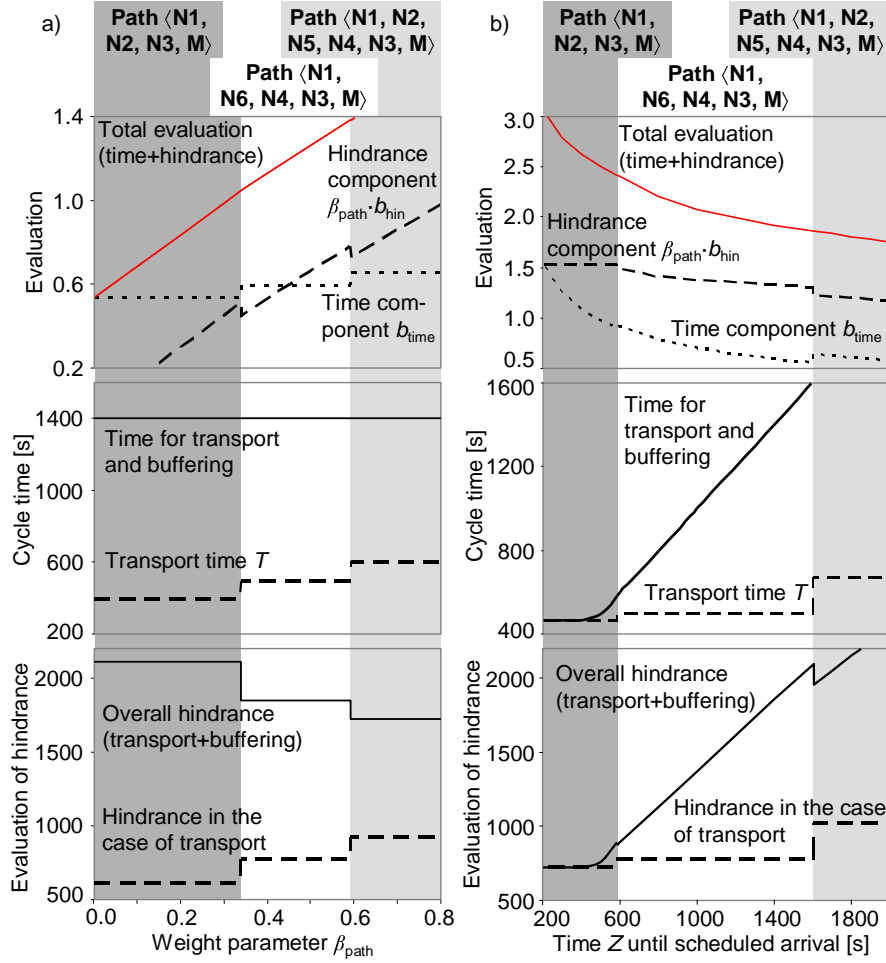 a)
Path ⟨N1,
N2, N3, M⟩
Path ⟨N1, N2,
N5, N4, N3, M⟩
Path ⟨N1,
N6, N4, N3, M⟩
1.4
1.0
0.6
0.2
Evaluation
Total evaluation
(time+hindrance)
Hindrance
component
βpath·bhin
Time com-
ponent btime
1400
1000
600
200
Cycle time [s]
Time for transport
and buffering
Transport time T
2000
1500
1000
500
Evaluation of hindrance
Overall hindrance
(transport+buffering)
Hindrance in the
case of transport
0.0
0.2
0.4
0.6
0.8
Weight parameter βpath
b)
Path ⟨N1,
N2, N3, M⟩
Path ⟨N1, N2,
N5, N4, N3, M⟩
Path ⟨N1,
N6, N4, N3, M⟩
3.0
2.5
2.0
1.5
1.0
0.5
Evaluation
Total evaluation
(time+hindrance)
Hindrance
component βpath·bhin
Time component btime
1600
1200
800
400
Cycle time [s]
Time for
transport and
buffering
Transport time T
2000
1500
1000
500
Evaluation of hindrance
Overall hindrance
(transport+buffering)
Hindrance in the case
of transport
200
600
1000
1400
1800
Time Z until scheduled arrival [s]